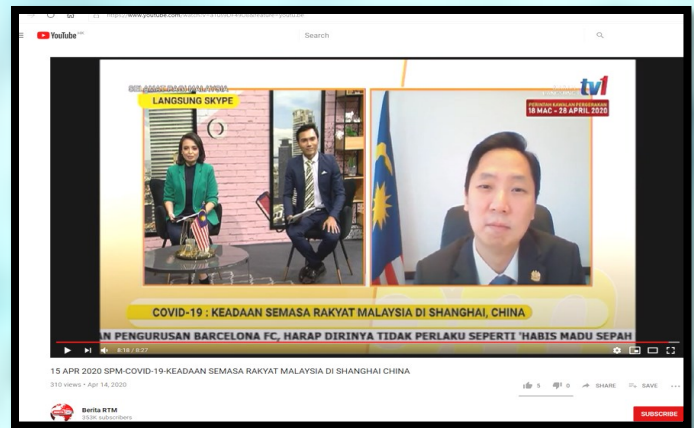 YouTube
Search
SELAMAT PAGI MALAYSIA
LANGSUNG SKYPE
tv1
PERINTAH KAWALAN PERGERAKAN
18 MAC - 28 APRIL 2020
COVID-19 : KEADAAN SEMASA RAKYAT MALAYSIA DI SHANGHAI, CHINA
N PENGURUSAN BARCELONA FC, HARAP DIRINYA TIDAK PERLAKU SEPERTI 'HABIS MADU SEPAH
8:18 / 8:27
15 APR 2020 SPM-COVID-19-KEADAAN SEMASA RAKYAT MALAYSIA DI SHANGHAI CHINA
310 views • Apr 14, 2020
5
0
SHARE
SAVE
Berita RTM
353K subscribers
SUBSCRIBE